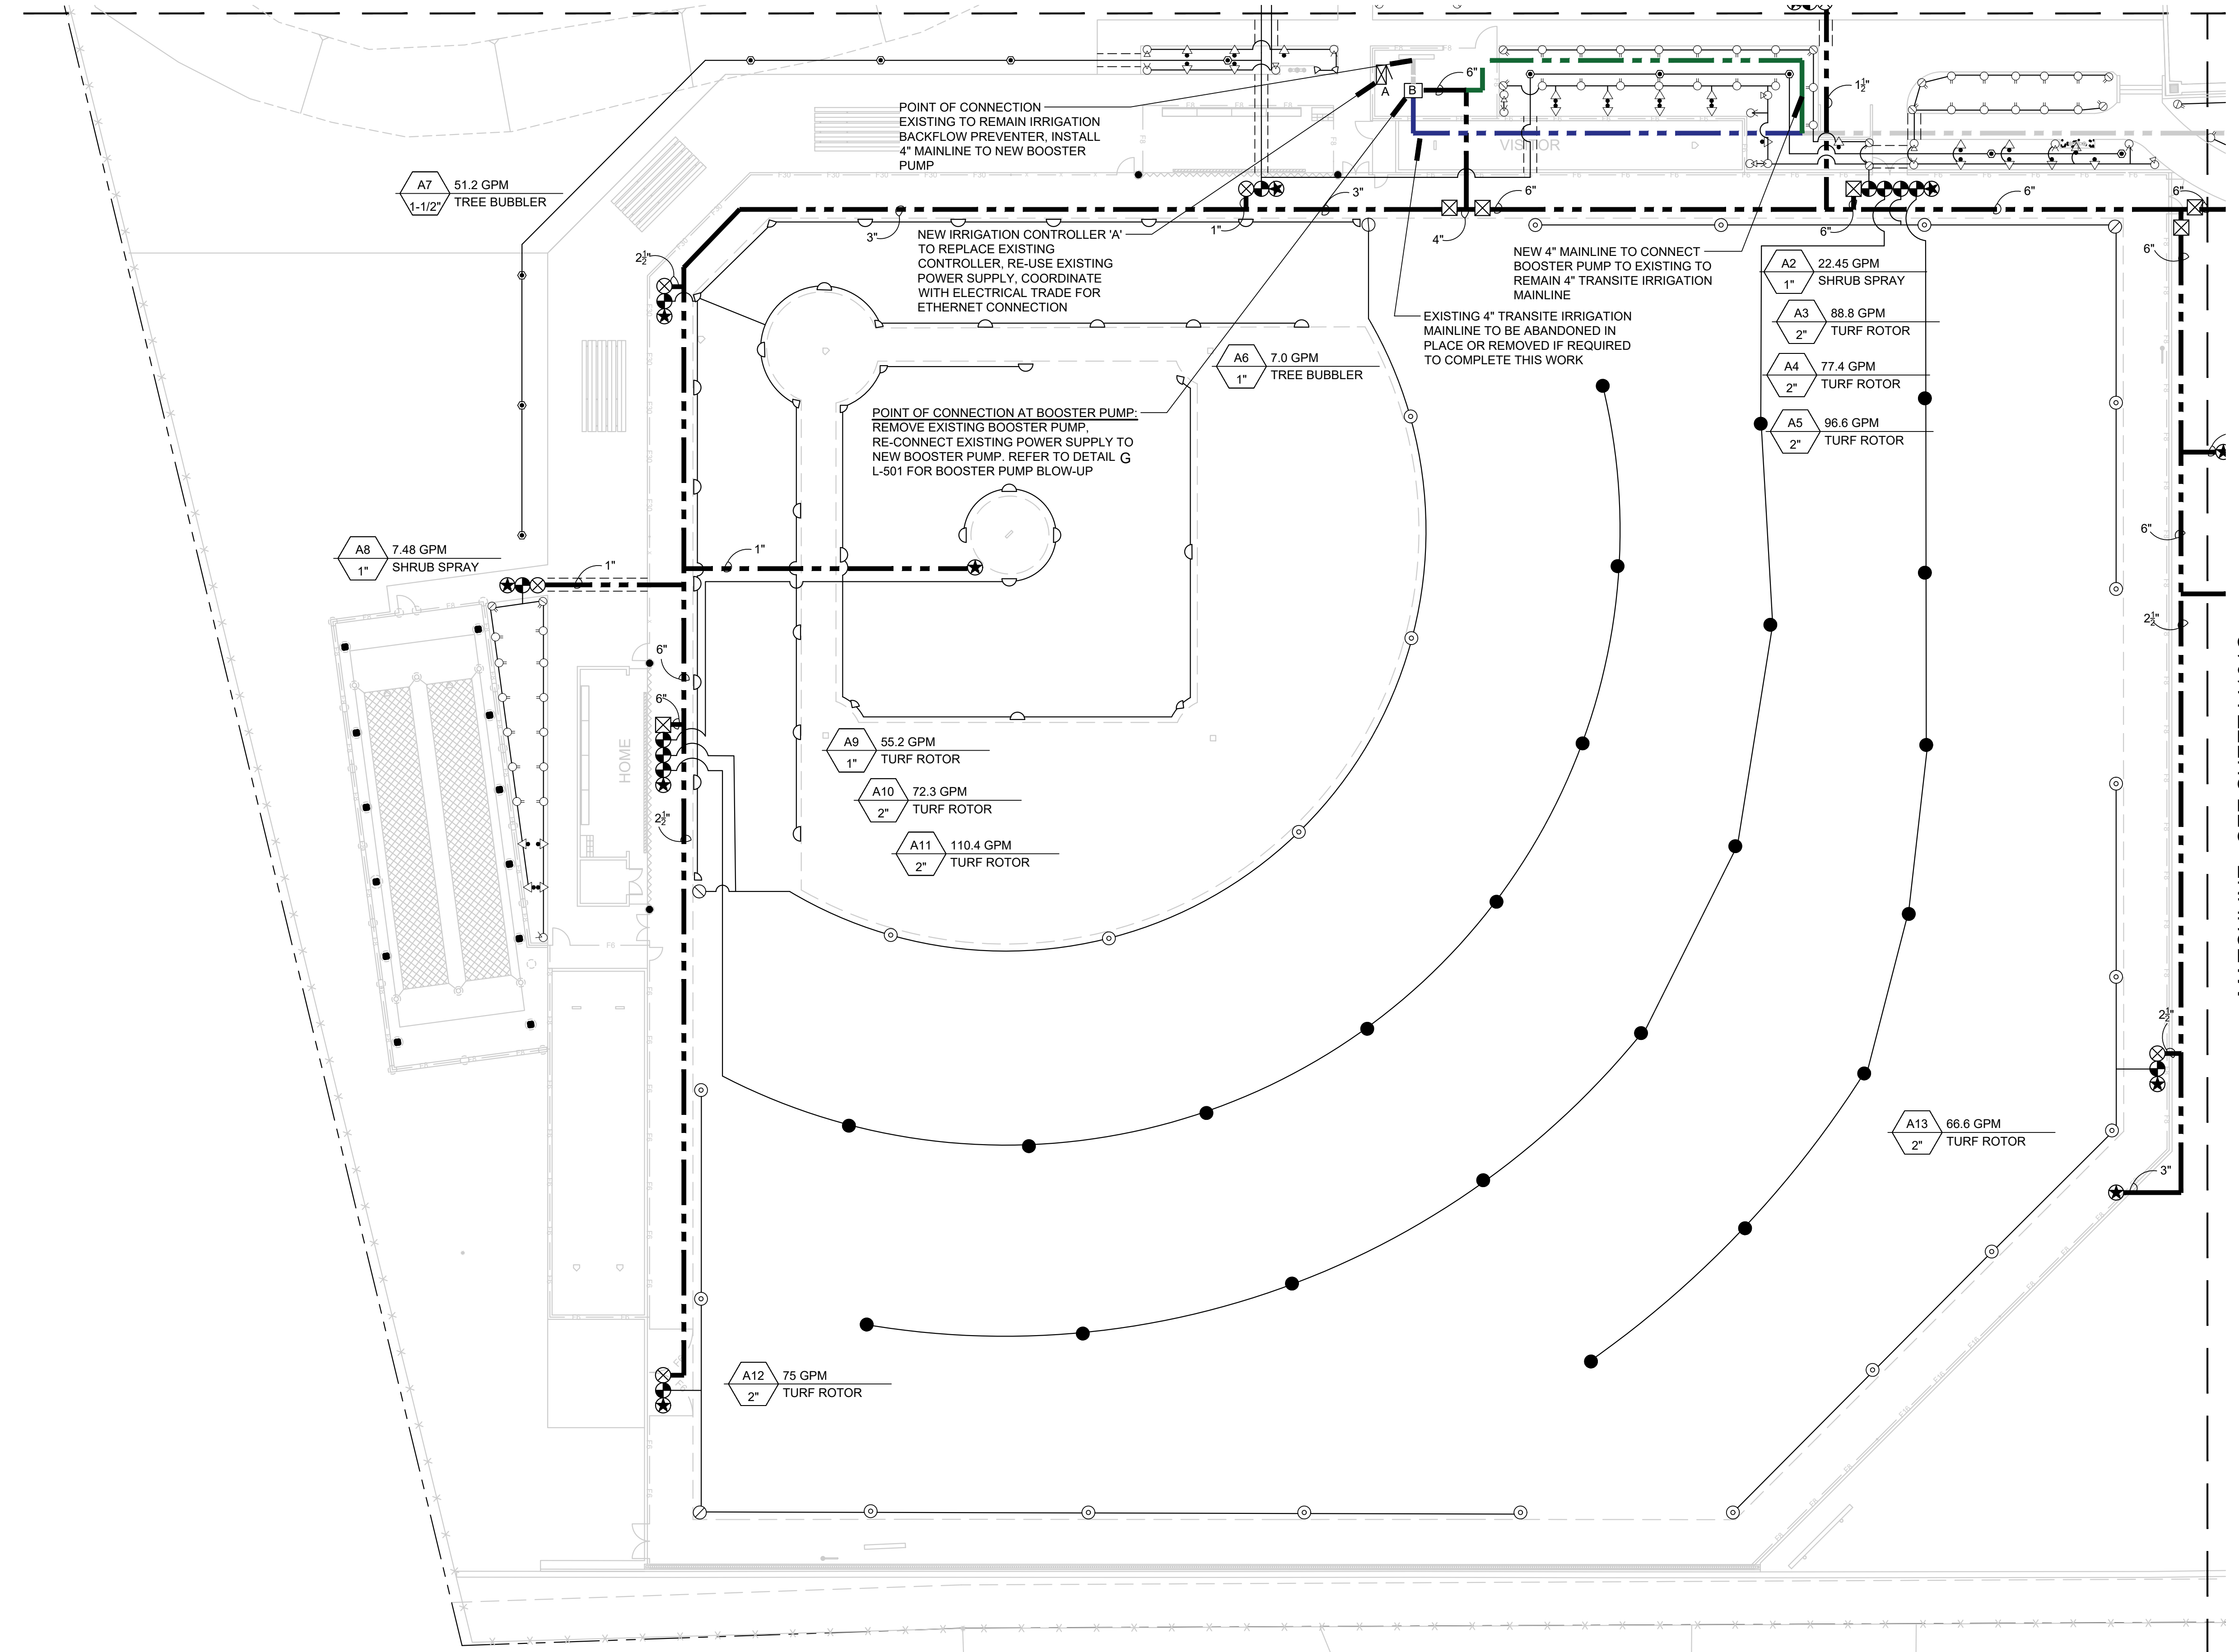 POINT OF CONNECTION
EXISTING TO REMAIN IRRIGATION
BACKFLOW PREVENTER, INSTALL
4" MAINLINE TO NEW BOOSTER
PUMP
A
B
6"
1½"
VISITOR
A7
1-1/2"
51.2 GPM
TREE BUBBLER
3"
6"
6"
6"
3"
1"
4"
6"
6"
2½"
NEW IRRIGATION CONTROLLER 'A'
TO REPLACE EXISTING
CONTROLLER, RE-USE EXISTING
POWER SUPPLY, COORDINATE
WITH ELECTRICAL TRADE FOR
ETHERNET CONNECTION
NEW 4" MAINLINE TO CONNECT
BOOSTER PUMP TO EXISTING TO
REMAIN 4" TRANSITE IRRIGATION
MAINLINE
A2
1"
22.45 GPM
SHRUB SPRAY
A3
2"
88.8 GPM
TURF ROTOR
A4
2"
77.4 GPM
TURF ROTOR
A5
2"
96.6 GPM
TURF ROTOR
EXISTING 4" TRANSITE IRRIGATION
MAINLINE TO BE ABANDONED IN
PLACE OR REMOVED IF REQUIRED
TO COMPLETE THIS WORK
A6
1"
7.0 GPM
TREE BUBBLER
POINT OF CONNECTION AT BOOSTER PUMP:
REMOVE EXISTING BOOSTER PUMP,
RE-CONNECT EXISTING POWER SUPPLY TO
NEW BOOSTER PUMP. REFER TO DETAIL G
L-501 FOR BOOSTER PUMP BLOW-UP
A8
1"
7.48 GPM
SHRUB SPRAY
1"
1"
6"
2½"
6"
6"
2½"
HOME
A9
1"
55.2 GPM
TURF ROTOR
A10
2"
72.3 GPM
TURF ROTOR
A11
2"
110.4 GPM
TURF ROTOR
2½"
A13
2"
66.6 GPM
TURF ROTOR
3"
A12
2"
75 GPM
TURF ROTOR